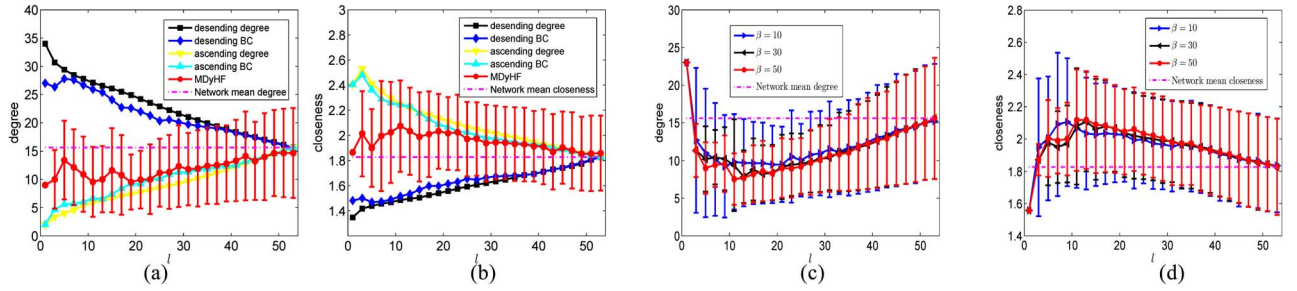 40
35
30
25
20
15
10
5
0
degree
0 10 20 30 40 50
l
desending degree
desending BC
ascending degree
ascending BC
MDyHF
Network mean degree
(a)
3
2.8
2.6
2.4
2.2
2
1.8
1.6
1.4
closeness
0 10 20 30 40 50
l
desending degree
desending BC
ascending degree
ascending BC
MDyHF
Network mean closeness
(b)
30
25
20
15
10
5
0
degree
0 10 20 30 40 50
l
β = 10
β = 30
β = 50
Network mean degree
(c)
2.8
2.6
2.4
2.2
2.0
1.8
1.6
1.4
closeness
0 10 20 30 40 50
l
β = 10
β = 30
β = 50
Network mean closeness
(d)